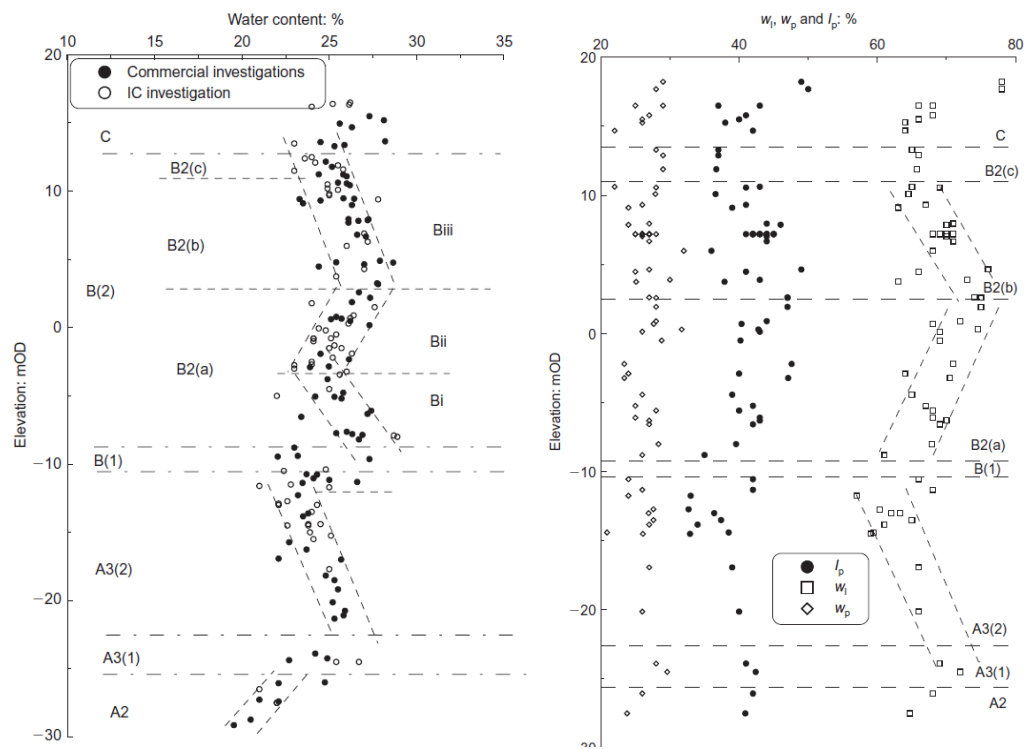 Water content: %
10 15 20 25 30 35
Commercial investigations
IC investigation
C
B2(c)
B2(b)
Biii
B(2)
Bii
B2(a)
Bi
B(1)
A3(2)
A3(1)
A2
20
10
0
−10
−20
−30
Elevation: mOD
wl, wp and Ip: %
20 40 60 80
C
B2(c)
B2(b)
B2(a)
B(1)
Ip
wl
wp
A3(2)
A3(1)
A2
20
10
0
−10
−20
Elevation: mOD